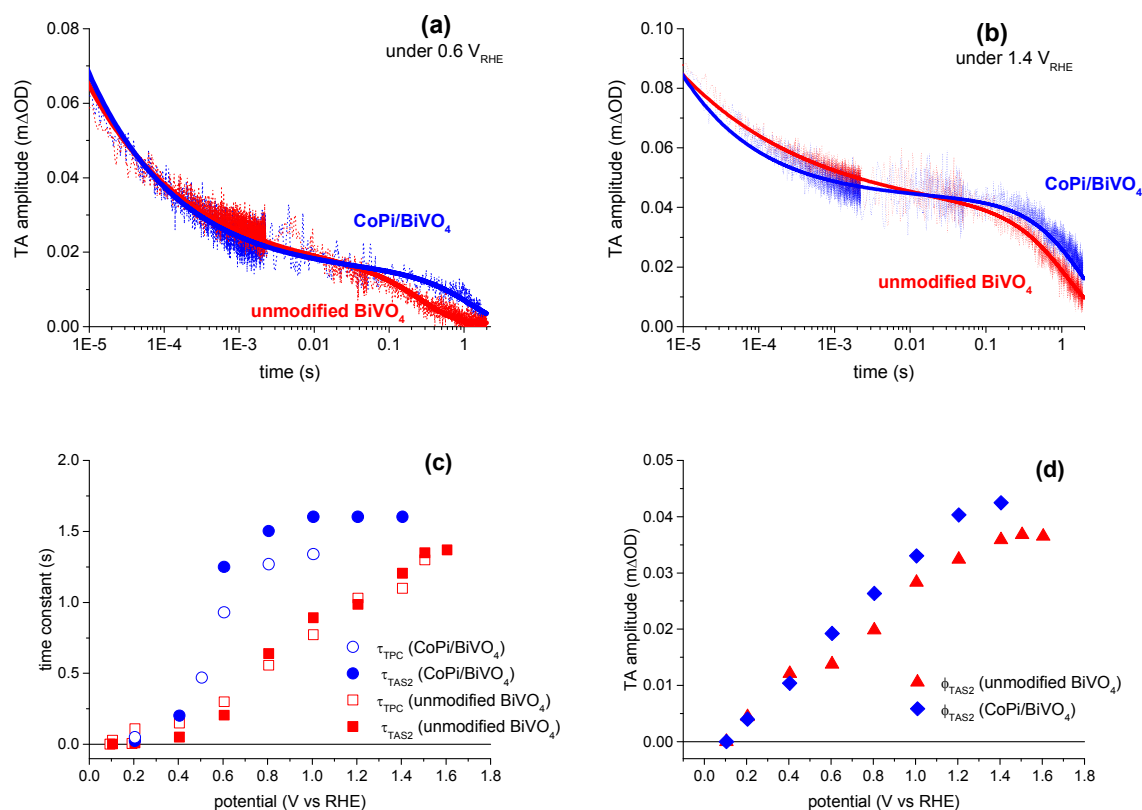 (a)
under 0.6 V_RHE
CoPi/BiVO₄
unmodified BiVO₄
TA amplitude (mΔOD)
0.08
0.06
0.04
0.02
0.00
1E-5 1E-4 1E-3 0.01 0.1 1
time (s)
(b)
under 1.4 V_RHE
CoPi/BiVO₄
unmodified BiVO₄
TA amplitude (mΔOD)
0.10
0.08
0.06
0.04
0.02
0.00
1E-5 1E-4 1E-3 0.01 0.1 1
time (s)
(c)
time constant (s)
2.0
1.5
1.0
0.5
0.0
τ_TPC (CoPi/BiVO₄)
τ_TAS2 (CoPi/BiVO₄)
τ_TPC (unmodified BiVO₄)
τ_TAS2 (unmodified BiVO₄)
0.0 0.2 0.4 0.6 0.8 1.0 1.2 1.4 1.6 1.8
potential (V vs RHE)
(d)
TA amplitude (mΔOD)
0.05
0.04
0.03
0.02
0.01
0.00
ϕ_TAS2 (unmodified BiVO₄)
ϕ_TAS2 (CoPi/BiVO₄)
0.0 0.2 0.4 0.6 0.8 1.0 1.2 1.4 1.6 1.8
potential (V vs RHE)